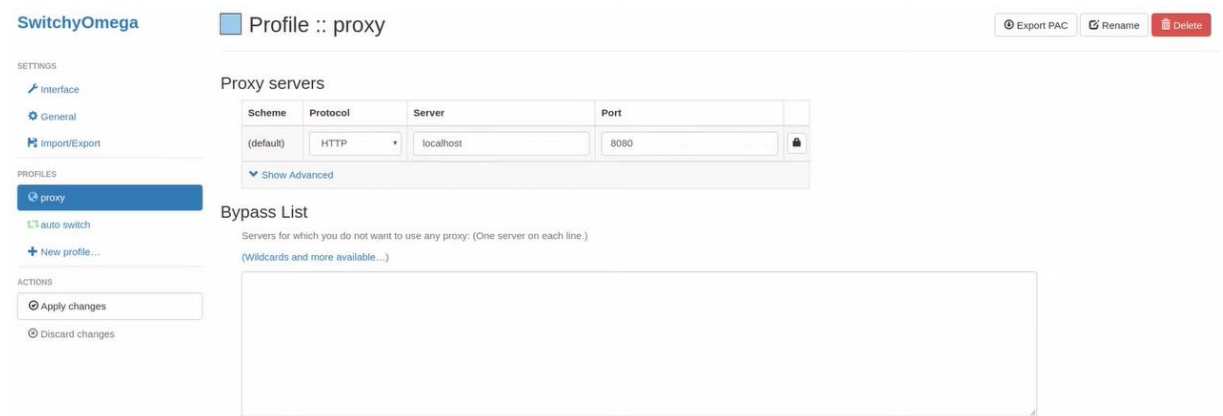 SwitchyOmega
Profile :: proxy
Export PAC
Rename
Delete
SETTINGS
Interface
General
Import/Export
PROFILES
proxy
auto switch
New profile…
ACTIONS
Apply changes
Discard changes
Proxy servers
Scheme Protocol Server Port
(default) HTTP localhost 8080
Show Advanced
Bypass List
Servers for which you do not want to use any proxy: (One server on each line.)
(Wildcards and more available…)